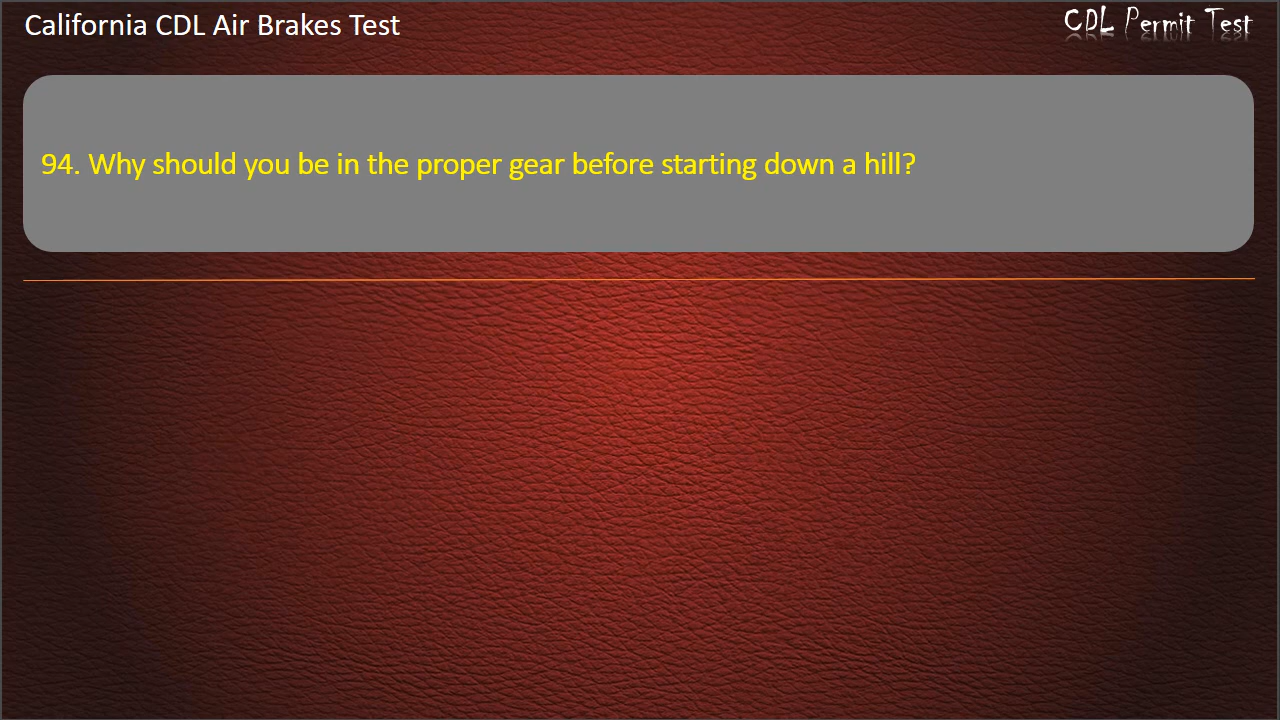 California CDL Air Brakes Test
CDL Permit Test
94. Why should you be in the proper gear before starting down a hill?